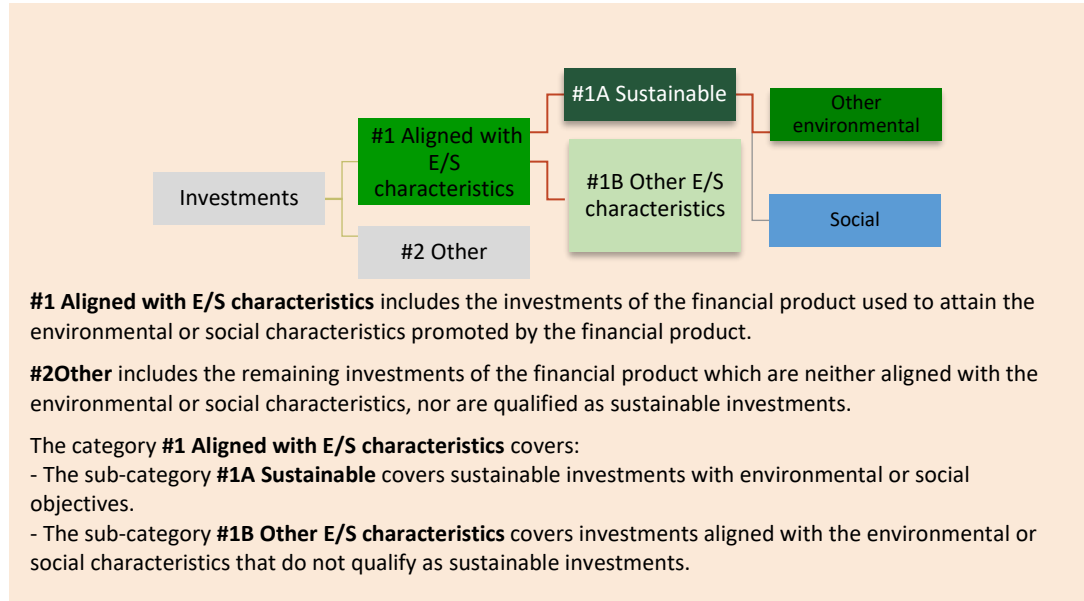 #1A Sustainable
Other
environmental
#1 Aligned with
E/S
characteristics
#1B Other E/S
characteristics
Investments
Social
#2 Other
#1 Aligned with E/S characteristics includes the investments of the financial product used to attain the
environmental or social characteristics promoted by the financial product.
#2Other includes the remaining investments of the financial product which are neither aligned with the
environmental or social characteristics, nor are qualified as sustainable investments.
The category #1 Aligned with E/S characteristics covers:
- The sub-category #1A Sustainable covers sustainable investments with environmental or social
objectives.
- The sub-category #1B Other E/S characteristics covers investments aligned with the environmental or
social characteristics that do not qualify as sustainable investments.